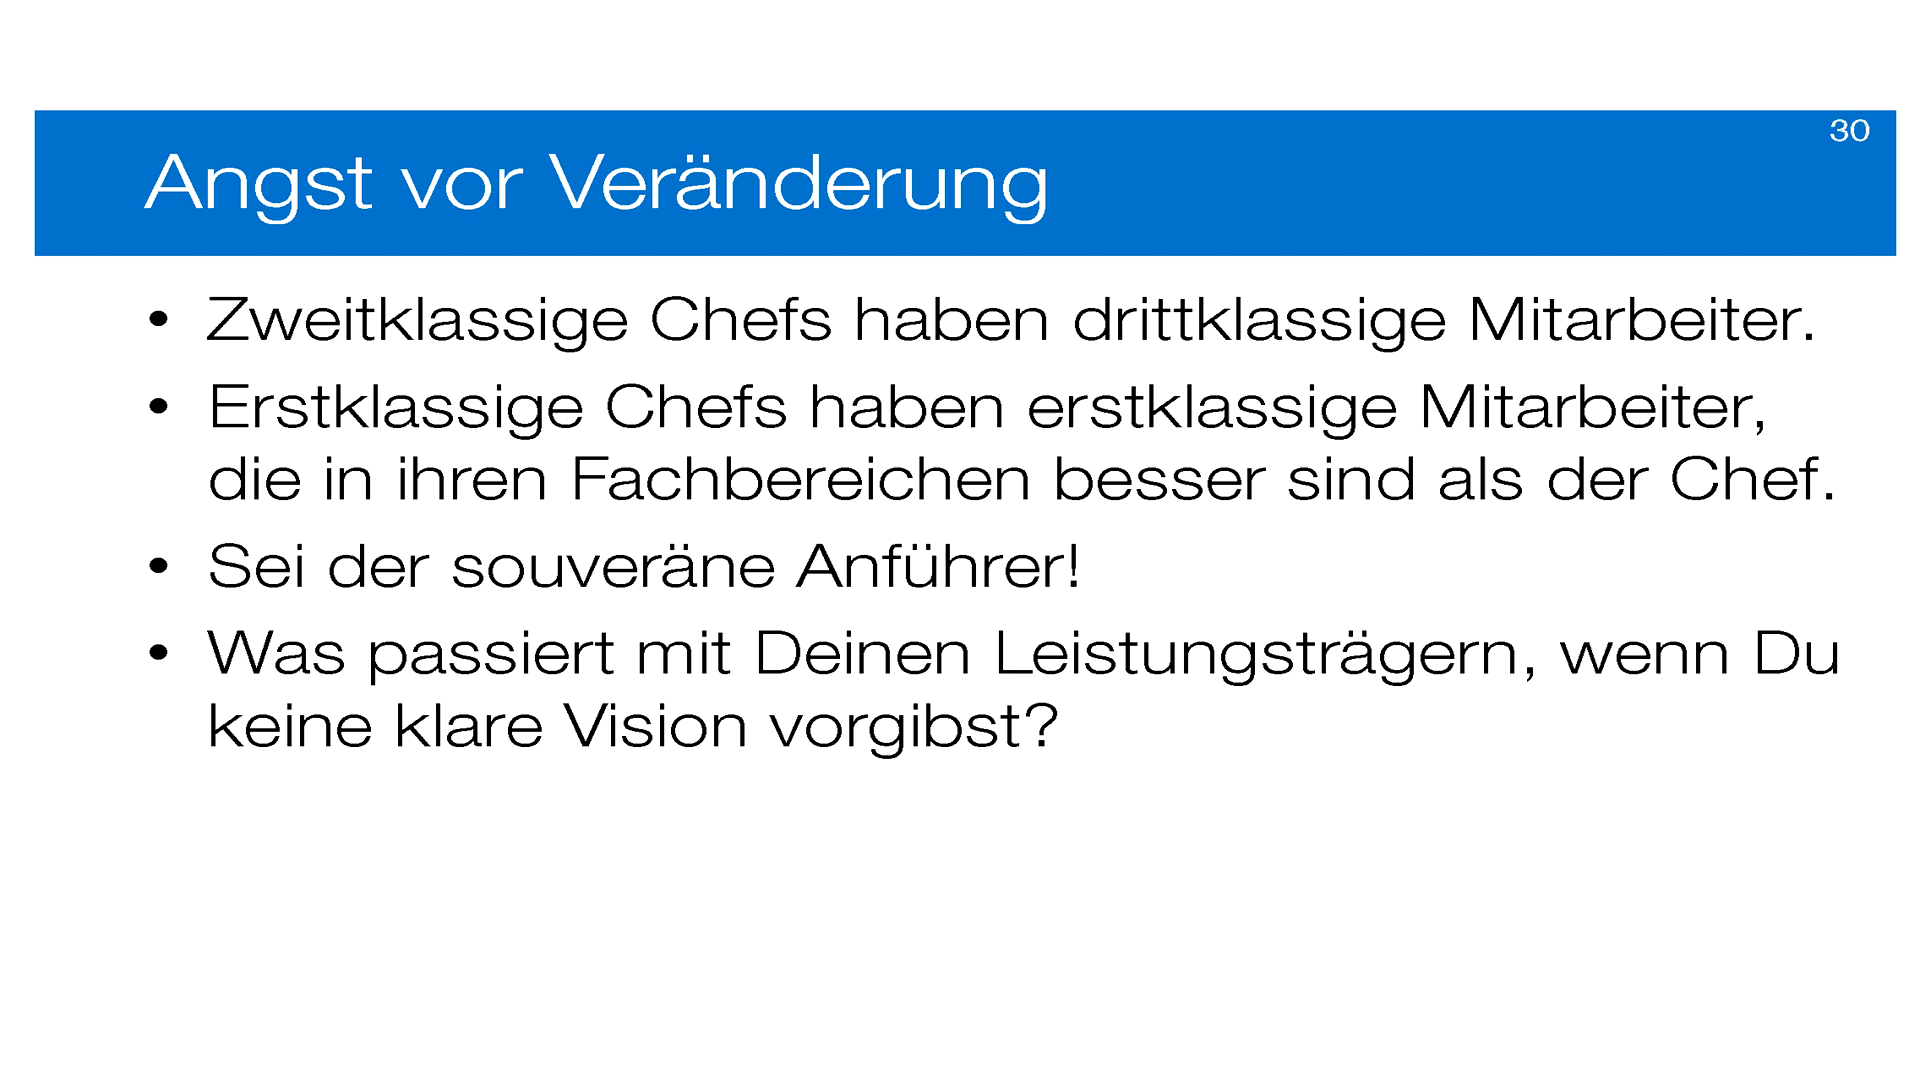 30
Angst vor Veränderung
• Zweitklassige Chefs haben drittklassige Mitarbeiter.
• Erstklassige Chefs haben erstklassige Mitarbeiter,
die in ihren Fachbereichen besser sind als der Chef.
• Sei der souveräne Anführer!
• Was passiert mit Deinen Leistungsträgern, wenn Du
keine klare Vision vorgibst?